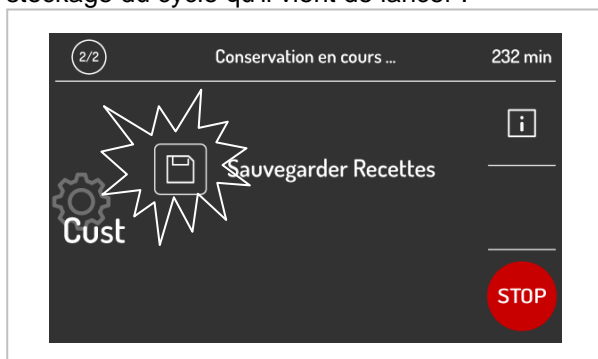 stockage du cycle qu'il vient de lancer :
2/2 Conservation en cours ... 232 min
i
Sauvegarder Recettes
Cust
STOP